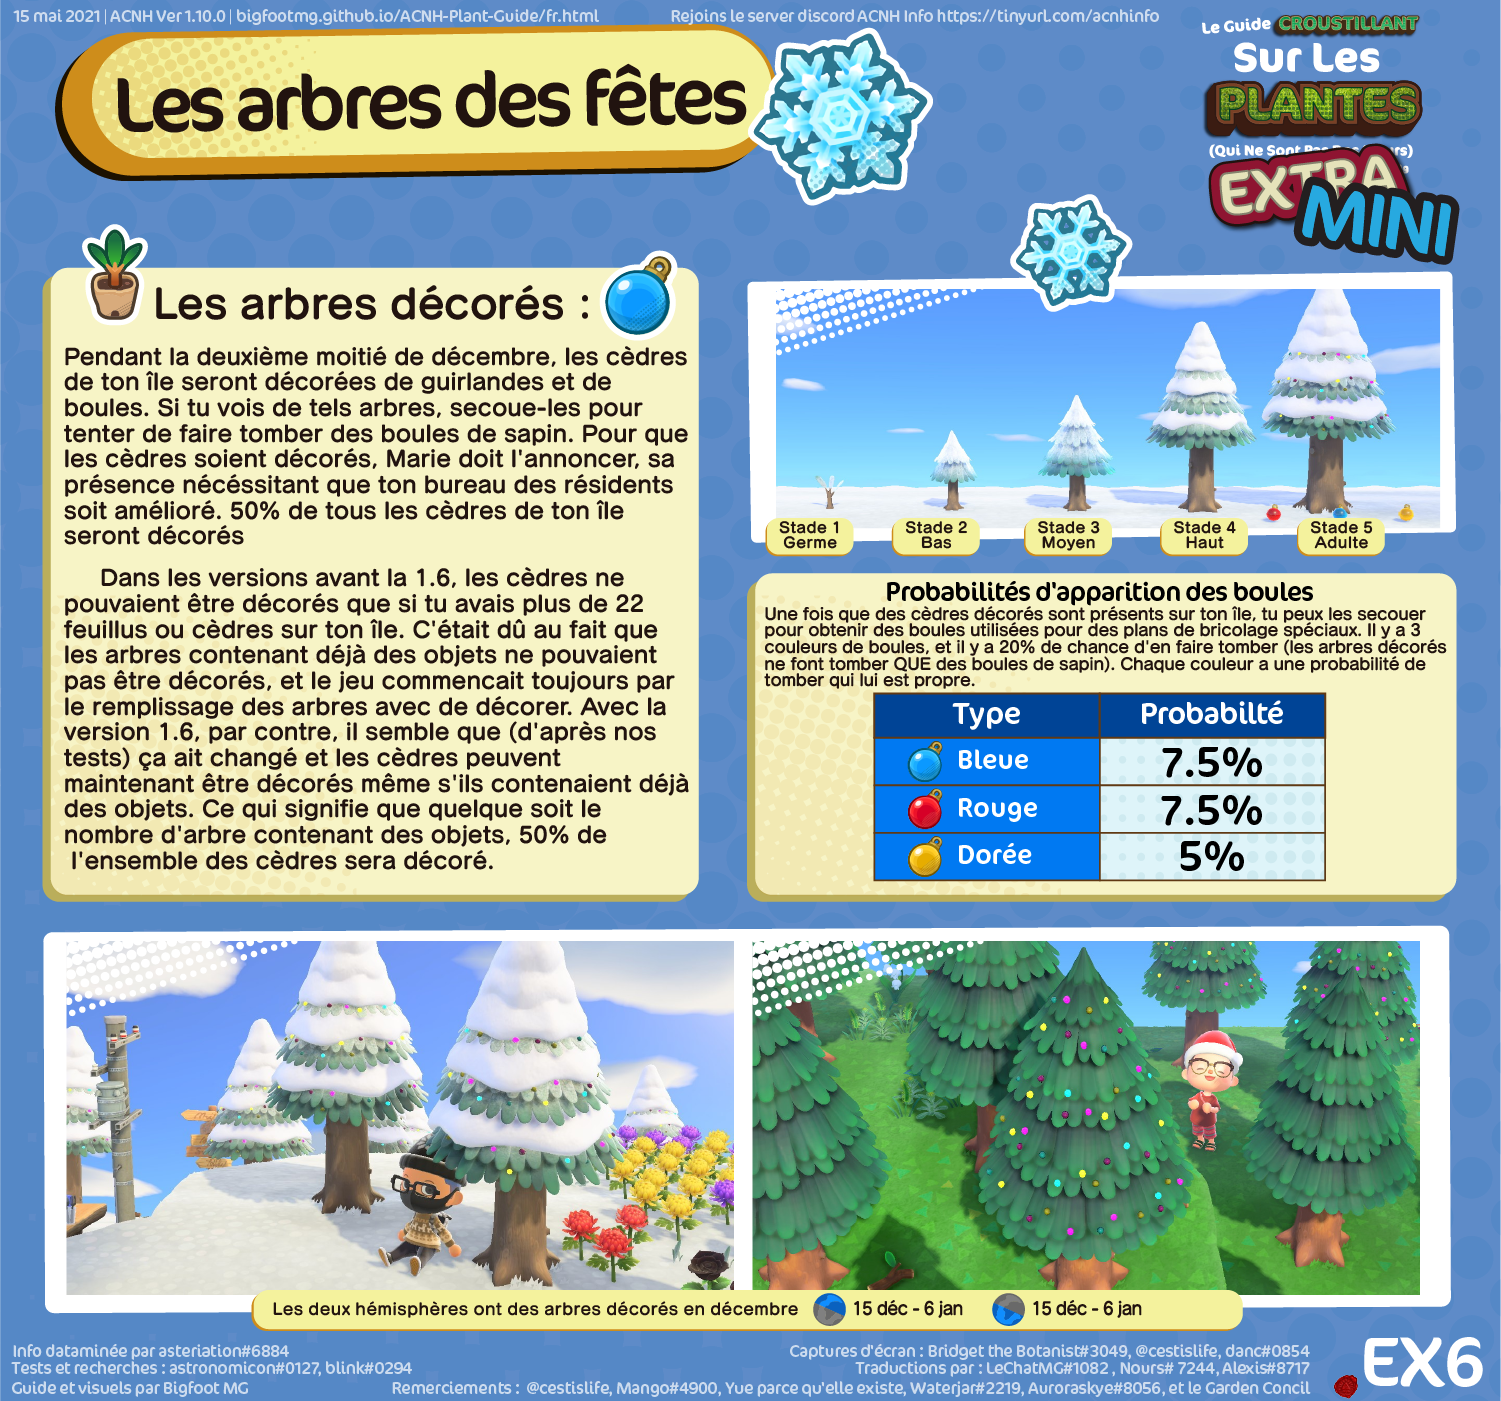 15 mai 2021 | ACNH Ver 1.10.0 | bigfootmg.github.io/ACNH-Plant-Guide/fr.html
Rejoins le server discord ACNH Info https://tinyurl.com/acnhinfo
Le Guide CROUSTILLANT
Sur Les
PLANTES
(Qui Ne Sont Pas
EXTRA
MINI
Les arbres des fêtes
Les arbres décorés :
Pendant la deuxième moitié de décembre, les cèdres
de ton île seront décorées de guirlandes et de
boules. Si tu vois de tels arbres, secoue-les pour
tenter de faire tomber des boules de sapin. Pour que
les cèdres soient décorés, Marie doit l'annoncer, sa
présence nécéssitant que ton bureau des résidents
soit amélioré. 50% de tous les cèdres de ton île
seront décorés
Dans les versions avant la 1.6, les cèdres ne
pouvaient être décorés que si tu avais plus de 22
feuillus ou cèdres sur ton île. C'était dû au fait que
les arbres contenant déjà des objets ne pouvaient
pas être décorés, et le jeu commencait toujours par
le remplissage des arbres avec de décorer. Avec la
version 1.6, par contre, il semble que (d'après nos
tests) ça ait changé et les cèdres peuvent
maintenant être décorés même s'ils contenaient déjà
des objets. Ce qui signifie que quelque soit le
nombre d'arbre contenant des objets, 50% de
l'ensemble des cèdres sera décoré.
Stade 1
Germe
Stade 2
Bas
Stade 3
Moyen
Stade 4
Haut
Stade 5
Adulte
Probabilités d'apparition des boules
Une fois que des cèdres décorés sont présents sur ton île, tu peux les secouer
pour obtenir des boules utilisées pour des plans de bricolage spéciaux. Il y a 3
couleurs de boules, et il y a 20% de chance d'en faire tomber (les arbres décorés
ne font tomber QUE des boules de sapin). Chaque couleur a une probabilité de
tomber qui lui est propre.
Type Probabilté
Bleue 7.5%
Rouge 7.5%
Dorée 5%
Les deux hémisphères ont des arbres décorés en décembre 15 déc - 6 jan 15 déc - 6 jan
Info dataminée par asteriation#6884
Tests et recherches : astronomicon#0127, blink#0294
Guide et visuels par Bigfoot MG
Captures d'écran : Bridget the Botanist#3049, @cestislife, danc#0854
Traductions par : LeChatMG#1082 , Nours# 7244, Alexis#8717
Remerciements : @cestislife, Mango#4900, Yue parce qu'elle existe, Waterjar#2219, Auroraskye#8056, et le Garden Concil
EX6